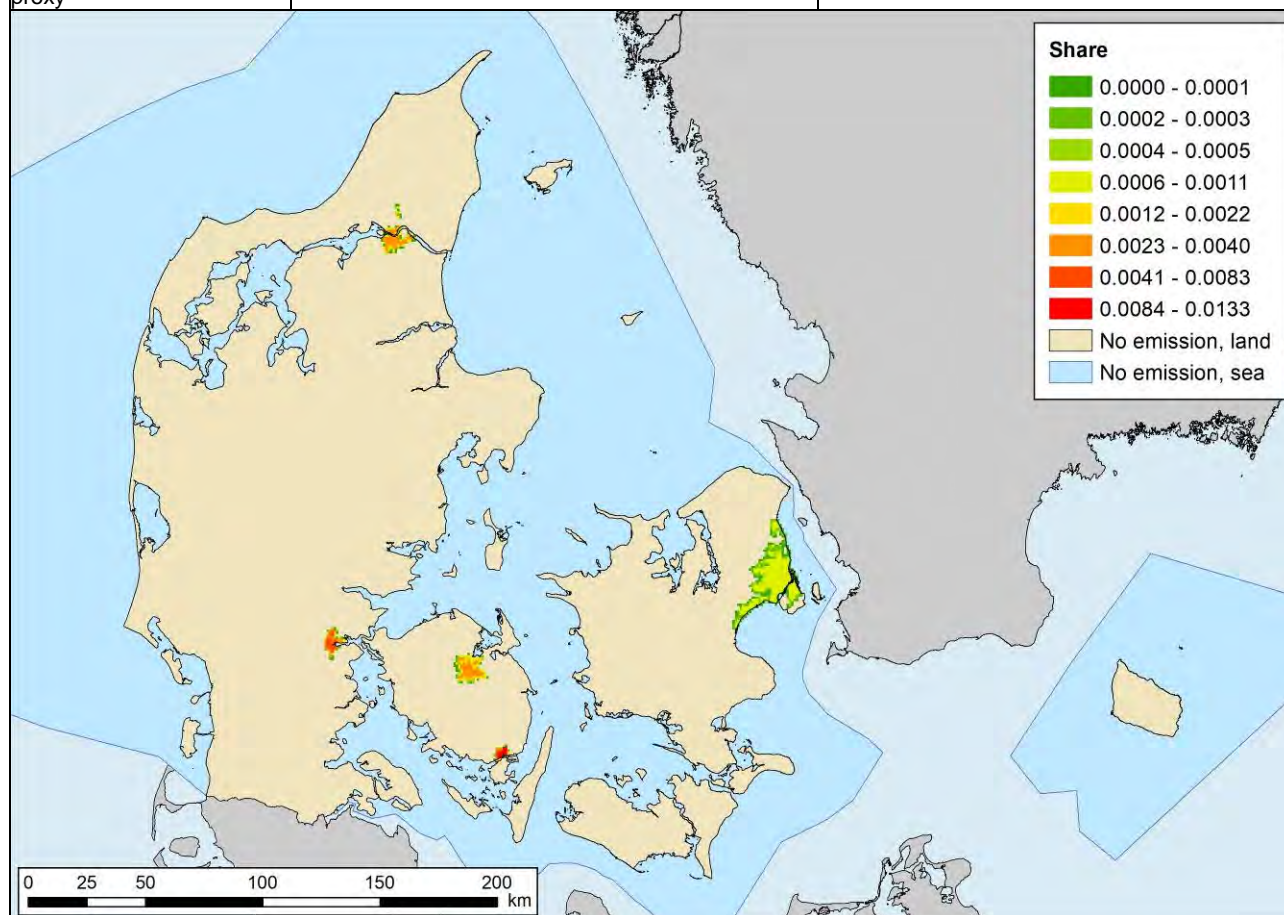 proxy
Share
0.0000 - 0.0001
0.0002 - 0.0003
0.0004 - 0.0005
0.0006 - 0.0011
0.0012 - 0.0022
0.0023 - 0.0040
0.0041 - 0.0083
0.0084 - 0.0133
No emission, land
No emission, sea
0 25 50 100 150 200
km